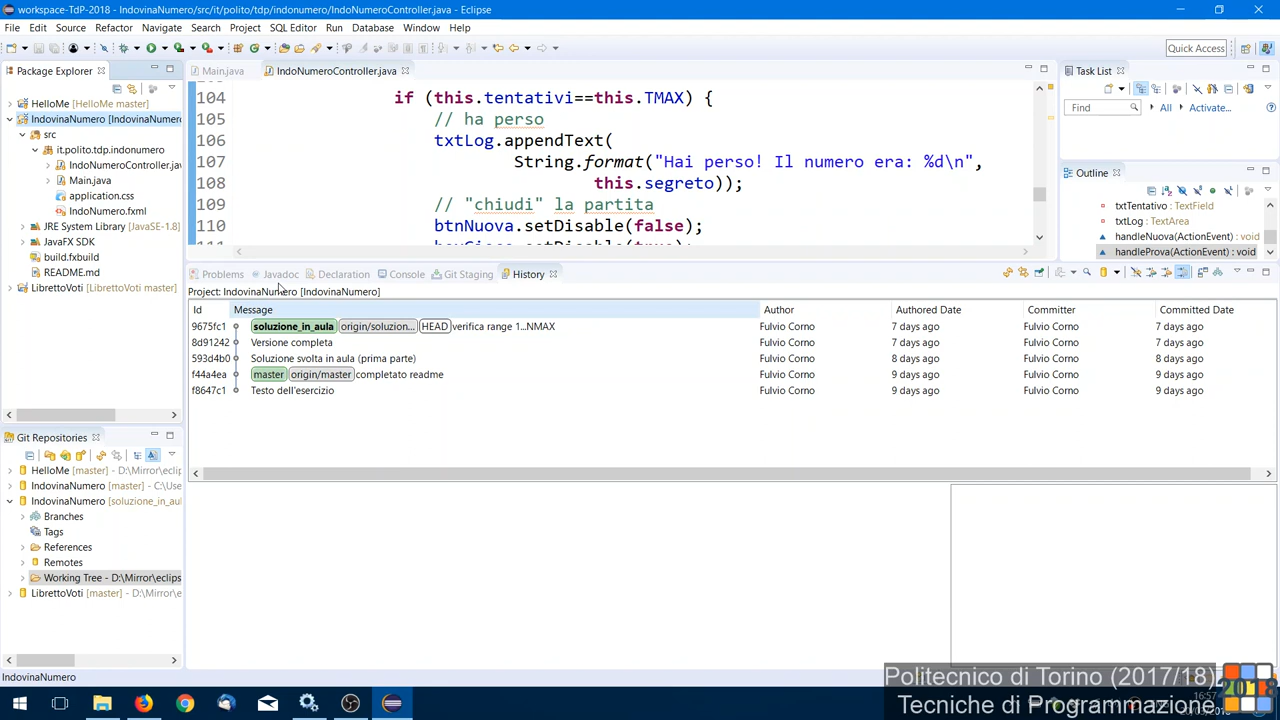 workspace-TdP-2018 - IndovinaNumero/src/it/polito/tdp/indonumero/IndoNumeroController.java - Eclipse
File Edit Source Refactor Navigate Search Project SQL Editor Run Database Window Help
Quick Access
Package Explorer
HelloMe [HelloMe master]
IndovinaNumero [IndovinaNumero
src
it.polito.tdp.indonumero
IndoNumeroController.java
Main.java
application.css
IndoNumero.fxml
JRE System Library [JavaSE-1.8]
JavaFX SDK
build.fxbuild
README.md
LibrettoVoti [LibrettoVoti master]
Main.java
IndoNumeroController.java
104 if (this.tentativi==this.TMAX) {
105 // ha perso
106 txtLog.appendText(
107 String.format("Hai perso! Il numero era: %d\n",
108 this.segreto));
109 // "chiudi" la partita
110 btnNuova.setDisable(false);
Task List
Find
All
Activate...
Outline
txtTentativo : TextField
txtLog : TextArea
handleNuova(ActionEvent) : void
handleProva(ActionEvent) : void
Problems Javadoc Declaration Console Git Staging History
Project: IndovinaNumero [IndovinaNumero]
Id Message Author Authored Date Committer Committed Date
9675fc1 soluzione_in_aula origin/soluzion... HEAD verifica range 1...NMAX Fulvio Corno 7 days ago Fulvio Corno 7 days ago
8d91242 Versione completa Fulvio Corno 7 days ago Fulvio Corno 7 days ago
593d4b0 Soluzione svolta in aula (prima parte) Fulvio Corno 8 days ago Fulvio Corno 8 days ago
f44a4ea master origin/master completato readme Fulvio Corno 9 days ago Fulvio Corno 9 days ago
f8647c1 Testo dell'esercizio Fulvio Corno 9 days ago Fulvio Corno 9 days ago
Git Repositories
HelloMe [master] - D:\Mirror\eclip
IndovinaNumero [master] - C:\Use
IndovinaNumero [soluzione_in_aul
Branches
Tags
References
Remotes
Working Tree - D:\Mirror\eclips
LibrettoVoti [master] - D:\Mirror\e
IndovinaNumero
Politecnico di Torino (2017/18)
Tecniche di Programmazione
2018
16:57